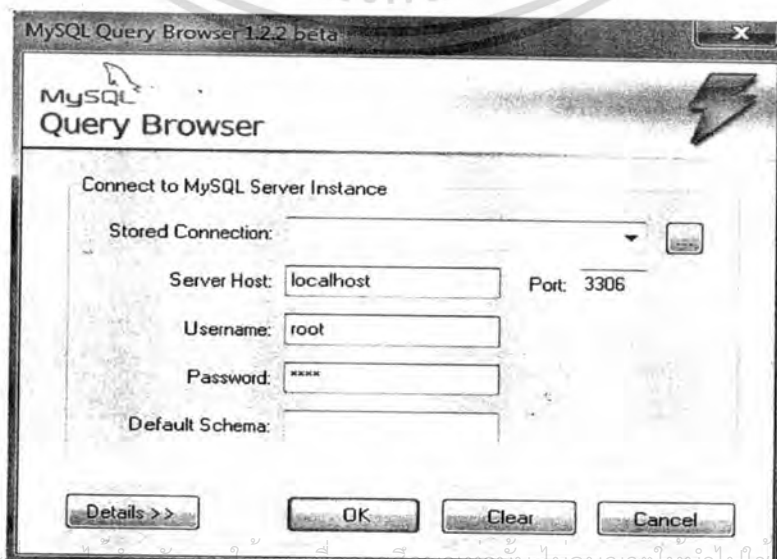 MySQL Query Browser 1.2.2 beta
MySQL
Query Browser
Connect to MySQL Server Instance
Stored Connection:
...
Server Host: localhost Port: 3306
Username: root
Password: ****
Default Schema:
Details >> OK Clear Cancel